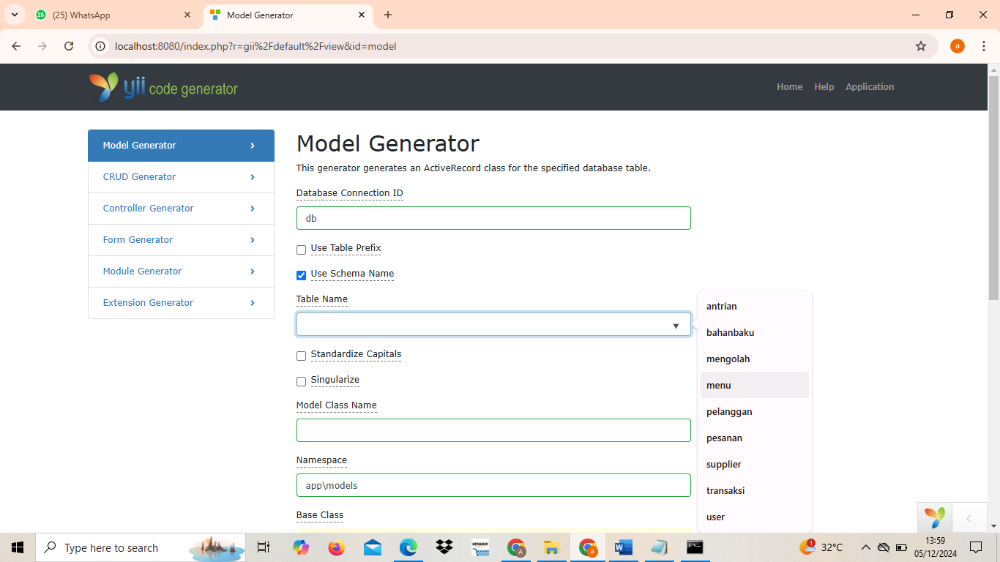 26
(25) WhatsApp
Model Generator
localhost:8080/index.php?r=gii%2Fdefault%2Fview&id=model
a
yii code generator
Home Help Application
Model Generator
CRUD Generator
Controller Generator
Form Generator
Module Generator
Extension Generator
Model Generator
This generator generates an ActiveRecord class for the specified database table.
Database Connection ID
db
Use Table Prefix
Use Schema Name
Table Name
antrian
bahanbaku
mengolah
menu
pelanggan
pesanan
supplier
transaksi
user
Standardize Capitals
Singularize
Model Class Name
Namespace
app\models
Base Class
Type here to search
amazon
A
a
W
1
32°C
13:59
05/12/2024